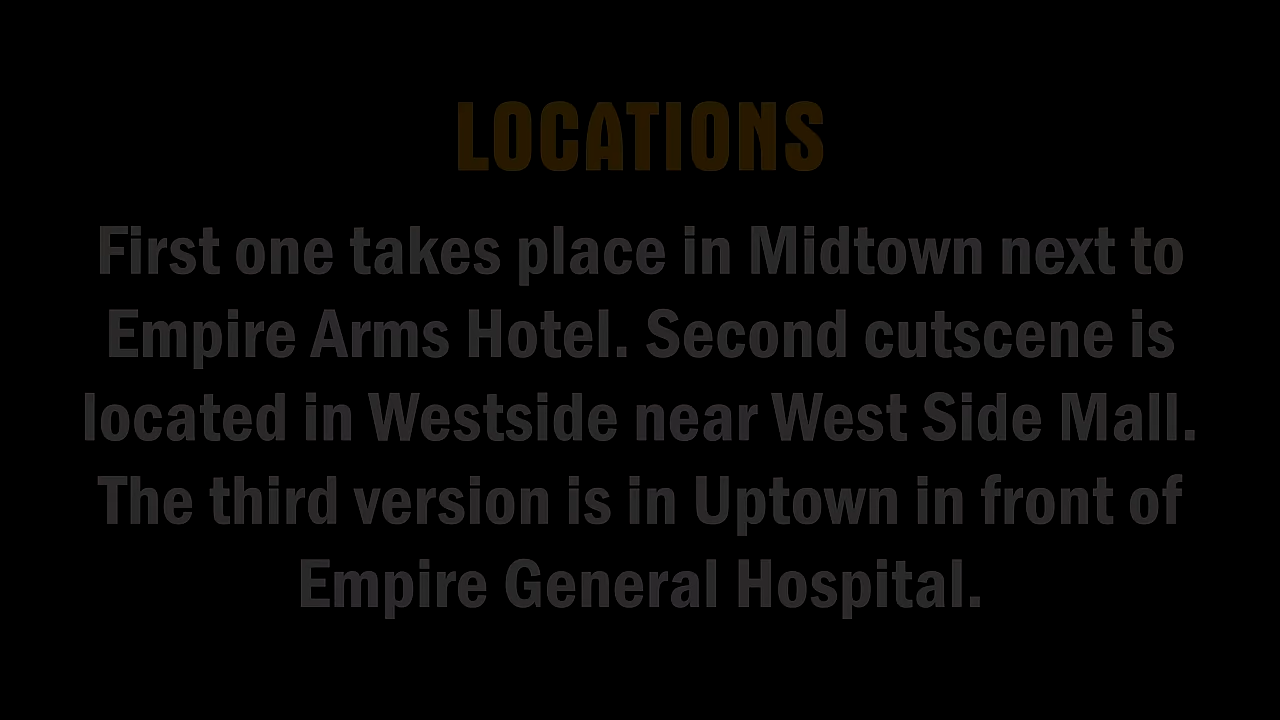 LOCATIONS
First one takes place in Midtown next to
Empire Arms Hotel. Second cutscene is
located in Westside near West Side Mall.
The third version is in Uptown in front of
Empire General Hospital.